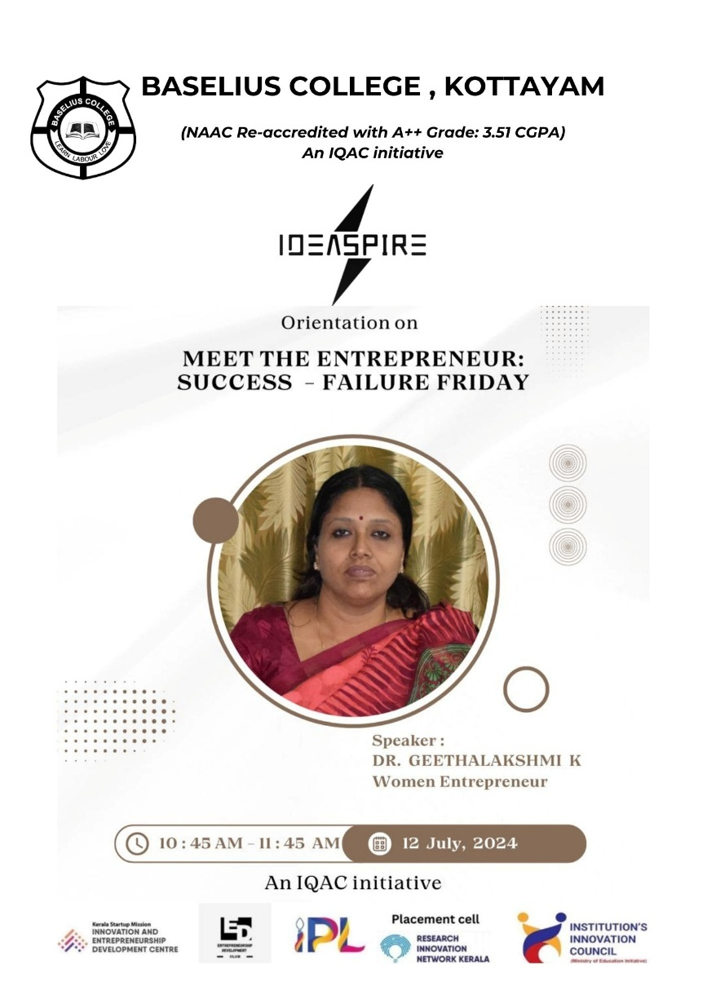 BASELIUS COLLEGE , KOTTAYAM
BASELIUS COLLEGE
LEARN LABOUR LOVE
(NAAC Re-accredited with A++ Grade: 3.51 CGPA)
An IQAC initiative
IDEASPIRE
Orientation on
MEET THE ENTREPRENEUR:
SUCCESS – FAILURE FRIDAY
Speaker :
DR. GEETHALAKSHMI K
Women Entrepreneur
10 : 45 AM – 11 : 45 AM
12 July, 2024
An IQAC initiative
Kerala Startup Mission
INNOVATION AND
ENTREPRENEURSHIP
DEVELOPMENT CENTRE
ED
ENTREPRENEURSHIP
DEVELOPMENT
CLUB
IPL
Placement cell
RESEARCH
INNOVATION
NETWORK KERALA
INSTITUTION'S
INNOVATION
COUNCIL
(Ministry of Education Initiative)